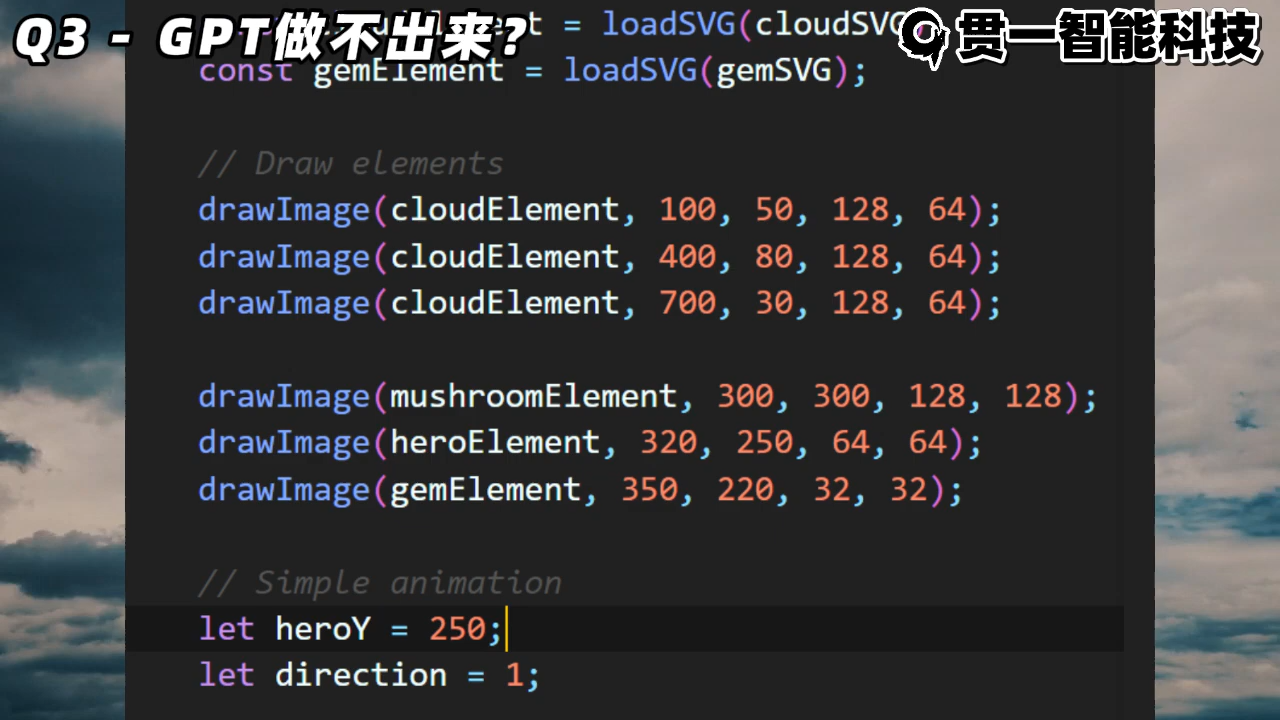 Q3 - GPT做不出来?
贯一智能科技
= loadSVG(cloudSVG
const gemElement = loadSVG(gemSVG);
// Draw elements
drawImage(cloudElement, 100, 50, 128, 64);
drawImage(cloudElement, 400, 80, 128, 64);
drawImage(cloudElement, 700, 30, 128, 64);
drawImage(mushroomElement, 300, 300, 128, 128);
drawImage(heroElement, 320, 250, 64, 64);
drawImage(gemElement, 350, 220, 32, 32);
// Simple animation
let heroY = 250;
let direction = 1;